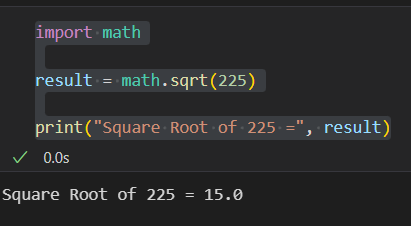 import math
result = math.sqrt(225)
print("Square Root of 225 =", result)
0.0s
Square Root of 225 = 15.0